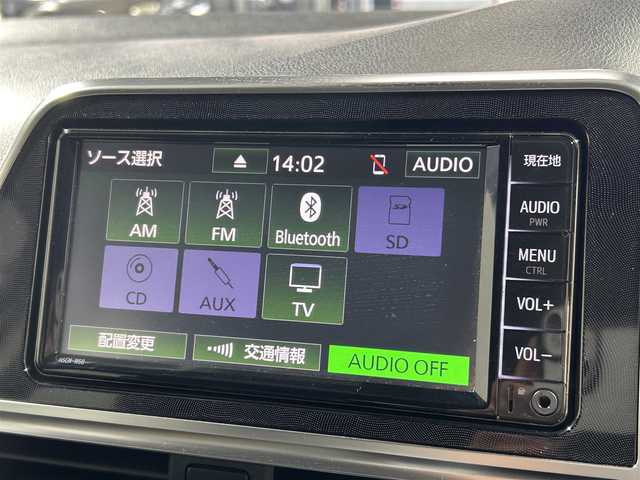 ソース選択 14:02 AUDIO
AM FM Bluetooth SD
CD AUX TV
配置変更 交通情報 AUDIO OFF
現在地
AUDIO
PWR
MENU
CTRL
VOL+
VOL-